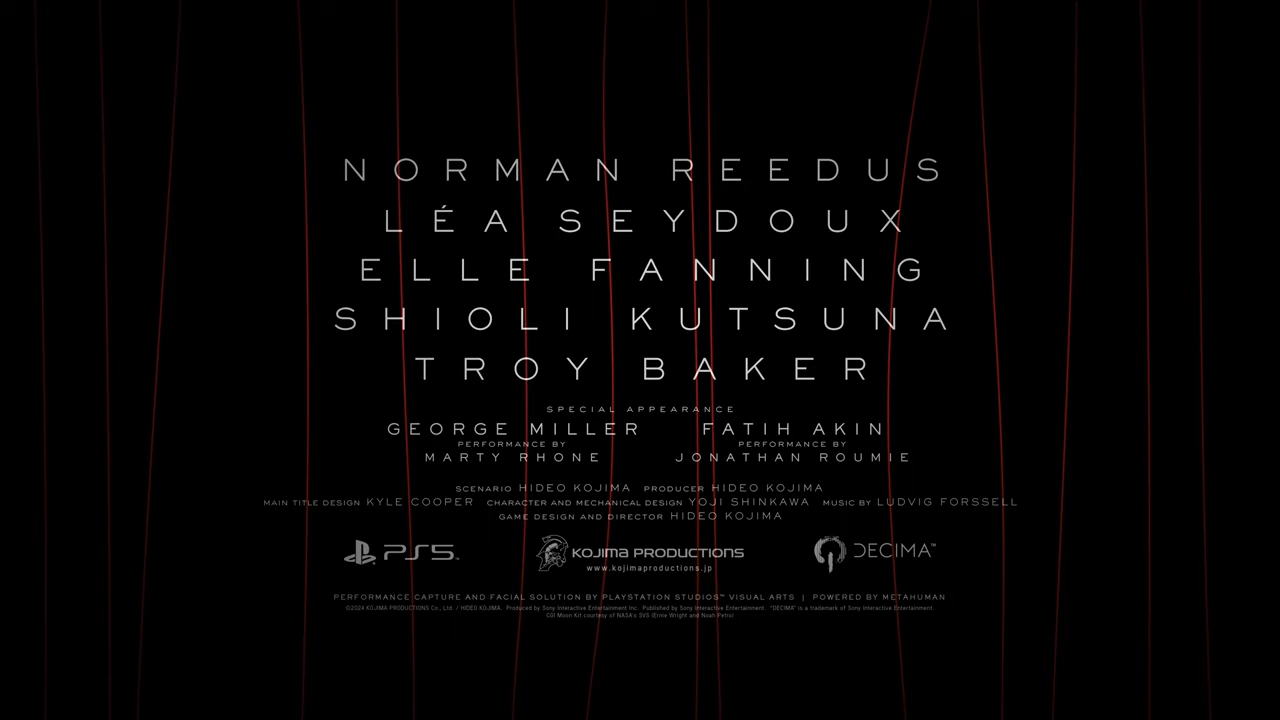 NORMAN REEDUS
LÉA SEYDOUX
ELLE FANNING
SHIOLI KUTSUNA
TROY BAKER
SPECIAL APPEARANCE
GEORGE MILLER FATIH AKIN
PERFORMANCE BY PERFORMANCE BY
MARTY RHONE JONATHAN ROUMIE
SCENARIO HIDEO KOJIMA PRODUCER HIDEO KOJIMA
MAIN TITLE DESIGN KYLE COOPER CHARACTER AND MECHANICAL DESIGN YOJI SHINKAWA MUSIC BY LUDVIG FORSSELL
GAME DESIGN AND DIRECTOR HIDEO KOJIMA
PS5™ KOJIMA PRODUCTIONS DECIMA™
www.kojimaproductions.jp
PERFORMANCE CAPTURE AND FACIAL SOLUTION BY PLAYSTATION STUDIOS™ VISUAL ARTS | POWERED BY METAHUMAN
©2024 KOJIMA PRODUCTIONS Co., Ltd. / HIDEO KOJIMA. Produced by Sony Interactive Entertainment Inc. Published by Sony Interactive Entertainment. "DECIMA" is a trademark of Sony Interactive Entertainment.
CGI Moon Kit courtesy of NASA's SVS (Ernie Wright and Noah Petro)